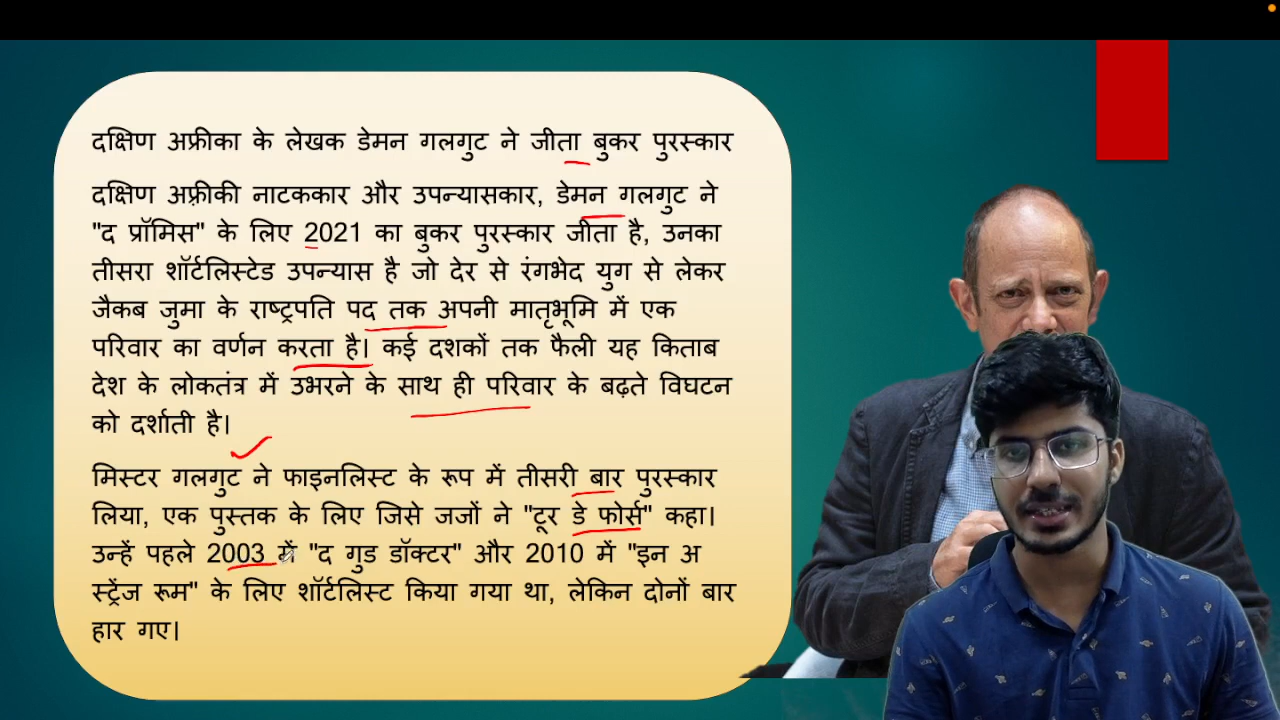 दक्षिण अफ्रीका के लेखक डेमन गलगुट ने जीता बुकर पुरस्कार
दक्षिण अफ़्रीकी नाटककार और उपन्यासकार, डेमन गलगुट ने
"द प्रॉमिस" के लिए 2021 का बुकर पुरस्कार जीता है, उनका
तीसरा शॉर्टलिस्टेड उपन्यास है जो देर से रंगभेद युग से लेकर
जैकब जुमा के राष्ट्रपति पद तक अपनी मातृभूमि में एक
परिवार का वर्णन करता है। कई दशकों तक फैली यह किताब
देश के लोकतंत्र में उभरने के साथ ही परिवार के बढ़ते विघटन
को दर्शाती है।
मिस्टर गलगुट ने फाइनलिस्ट के रूप में तीसरी बार पुरस्कार
लिया, एक पुस्तक के लिए जिसे जजों ने "टूर डे फोर्स" कहा।
उन्हें पहले 2003 में "द गुड डॉक्टर" और 2010 में "इन अ
स्ट्रेंज रूम" के लिए शॉर्टलिस्ट किया गया था, लेकिन दोनों बार
हार गए।